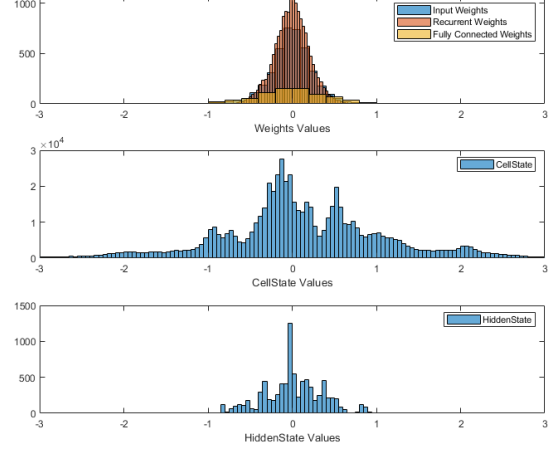 1000
500
0
Input Weights
Recurrent Weights
Fully Connected Weights
-3 -2 -1 0 1 2 3
Weights Values
×10⁴
3
2
1
0
CellState
-3 -2 -1 0 1 2 3
CellState Values
1500
1000
500
0
HiddenState
-3 -2 -1 0 1 2 3
HiddenState Values